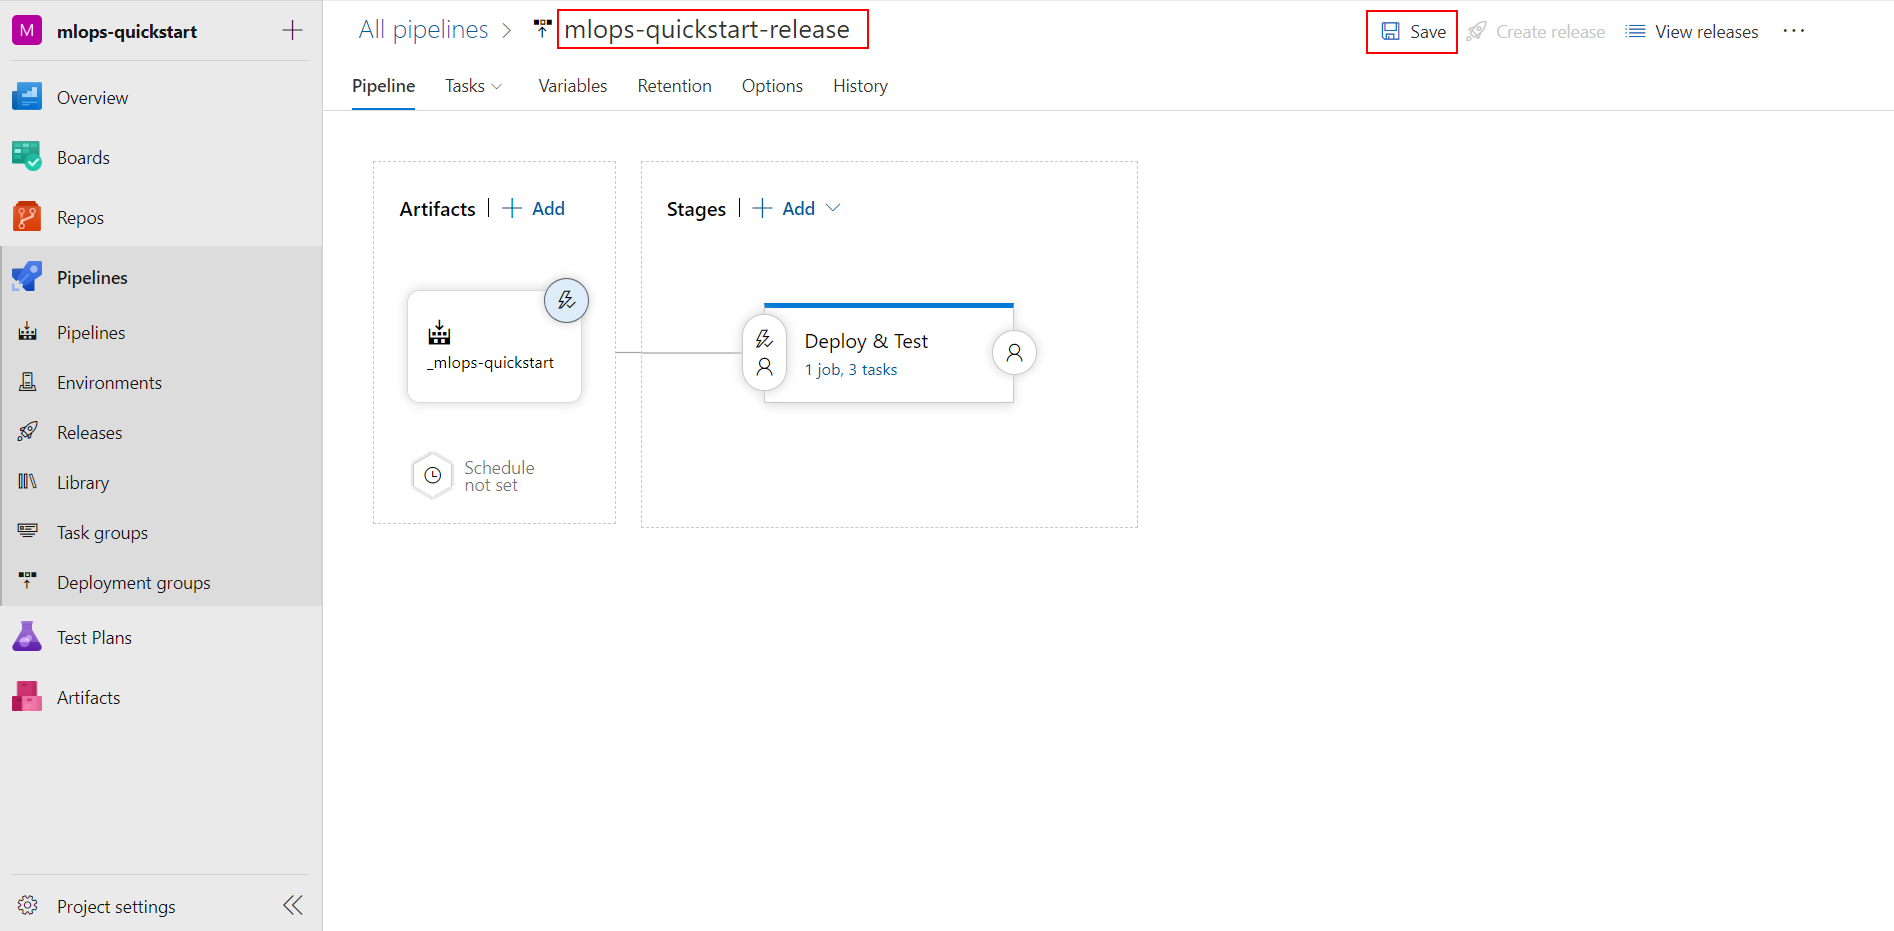 M mlops-quickstart
All pipelines > mlops-quickstart-release
Save Create release View releases ...
Pipeline Tasks Variables Retention Options History
Overview
Boards
Repos
Pipelines
Pipelines
Environments
Releases
Library
Task groups
Deployment groups
Test Plans
Artifacts
Project settings
Artifacts | + Add
_mlops-quickstart
Schedule
not set
Stages | + Add
Deploy & Test
1 job, 3 tasks